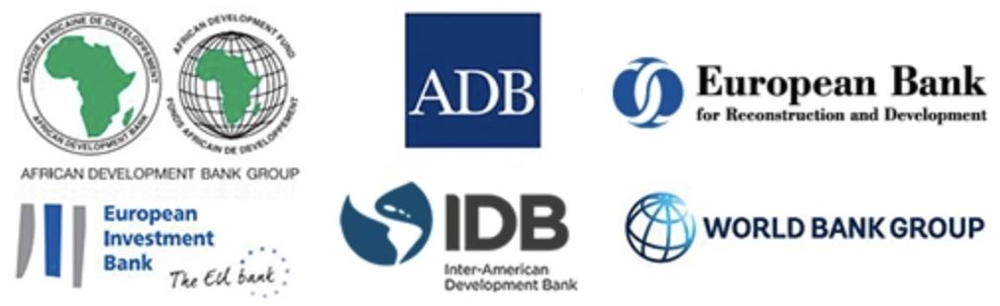 BANQUE AFRICAINE DE DEVELOPPEMENT
AFRICAN DEVELOPMENT BANK
AFRICAN DEVELOPMENT FUND
FONDS AFRICAIN DE DEVELOPPEMENT
AFRICAN DEVELOPMENT BANK GROUP
ADB
European Bank
for Reconstruction and Development
European
Investment
Bank
The EU bank
IDB
Inter-American
Development Bank
WORLD BANK GROUP